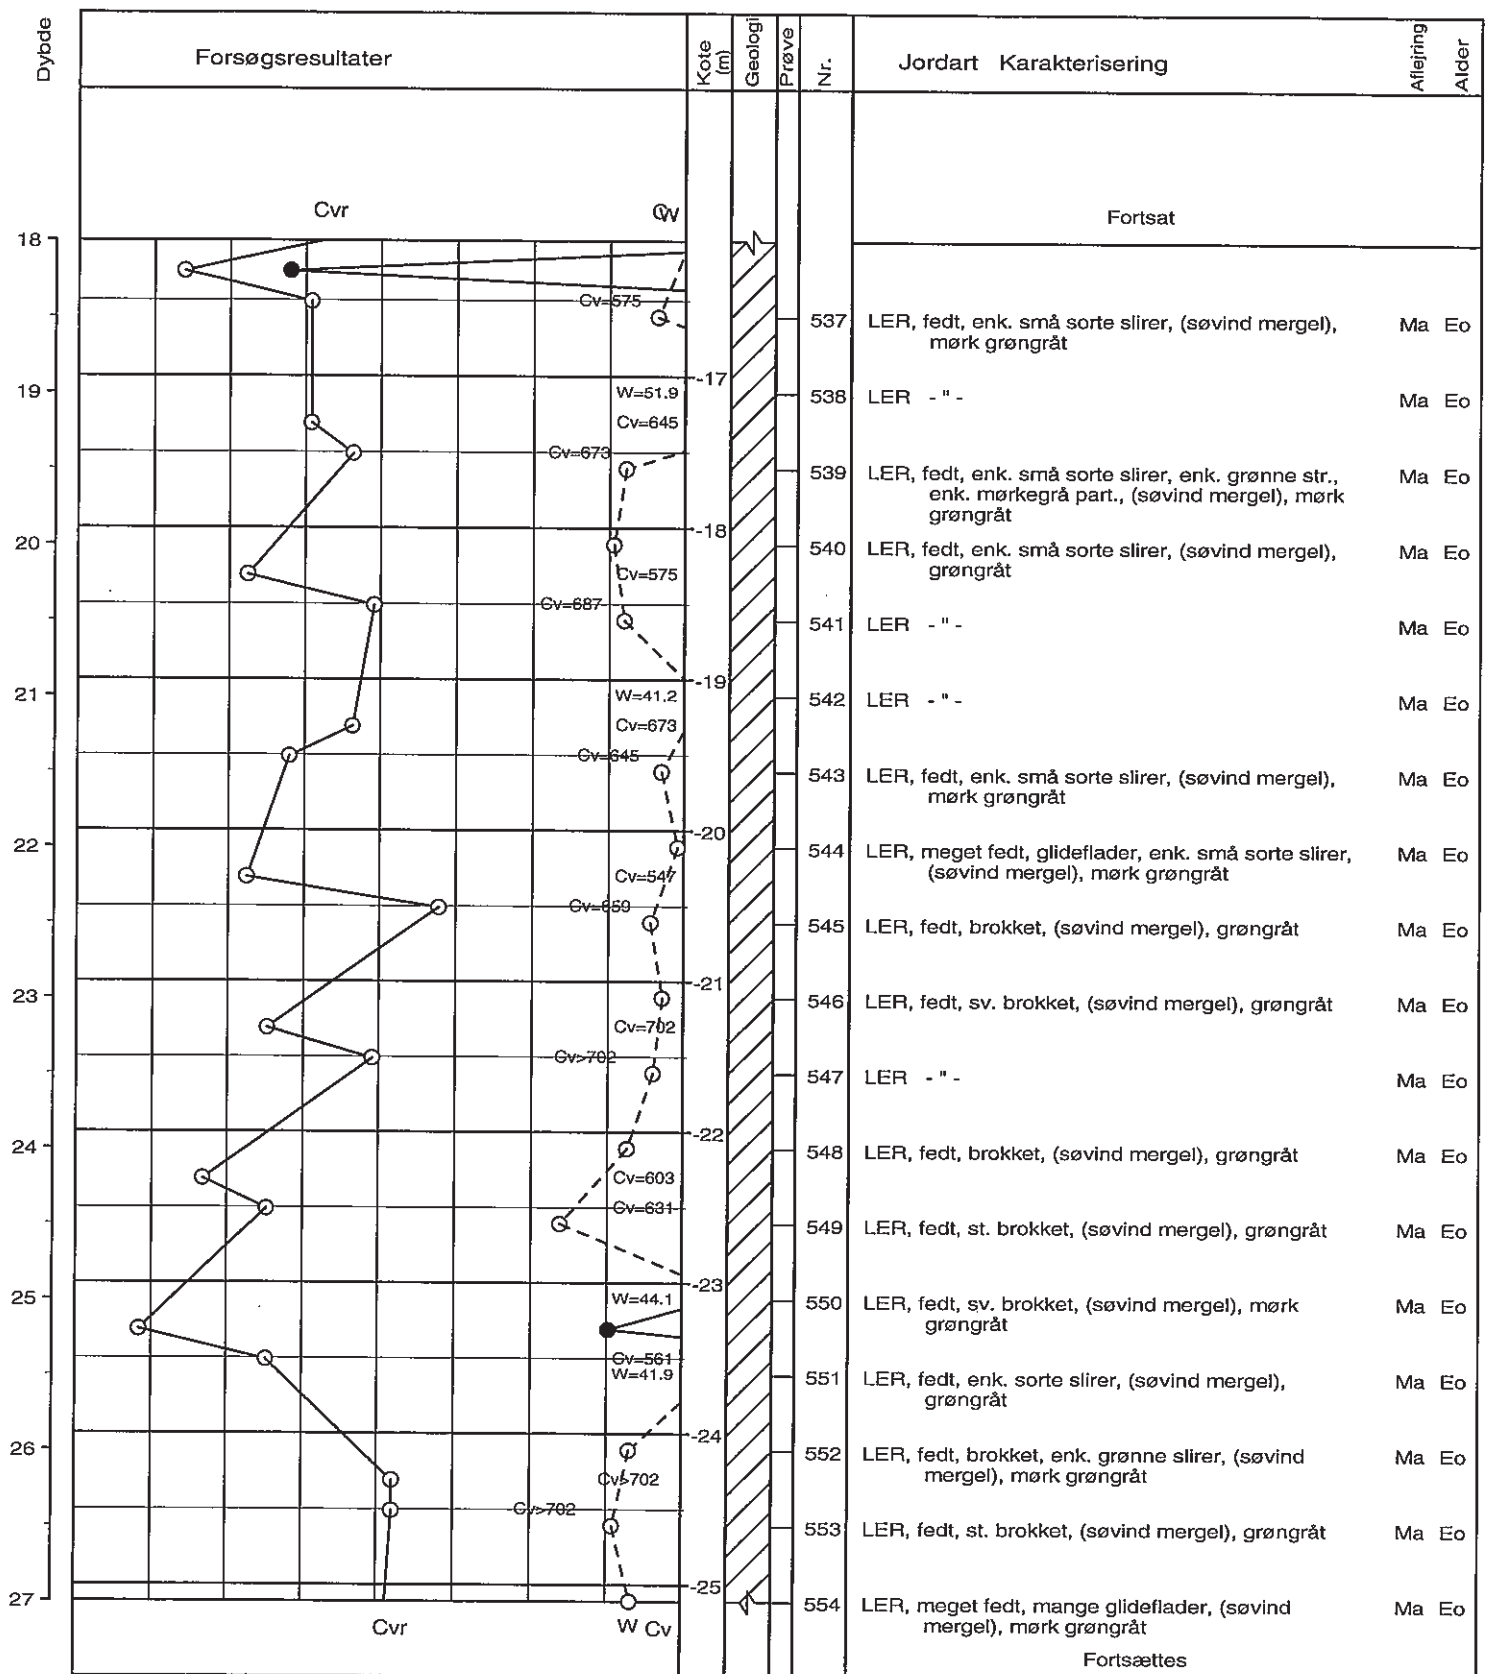 Dybde
Forsøgsresultater
Kote (m)
Geologi
Prøve
Nr.
Jordart Karakterisering
Aflejring
Alder
Cvr
W
Fortsat
18
Cv=575
537 LER, fedt, enk. små sorte slirer, (søvind mergel), Ma Eo
mørk grøngråt
-17
19
W=51.9
538 LER - " - Ma Eo
Cv=645
Cv=673
539 LER, fedt, enk. små sorte slirer, enk. grønne str., Ma Eo
enk. mørkegrå part., (søvind mergel), mørk
grøngråt
-18
20
540 LER, fedt, enk. små sorte slirer, (søvind mergel), Ma Eo
grøngråt
Cv=575
Cv=687
541 LER - " - Ma Eo
-19
21
W=41.2
542 LER - " - Ma Eo
Cv=673
Cv=645
543 LER, fedt, enk. små sorte slirer, (søvind mergel), Ma Eo
mørk grøngråt
-20
22
544 LER, meget fedt, glideflader, enk. små sorte slirer, Ma Eo
(søvind mergel), mørk grøngråt
Cv=547
Cv=659
545 LER, fedt, brokket, (søvind mergel), grøngråt Ma Eo
-21
23
546 LER, fedt, sv. brokket, (søvind mergel), grøngråt Ma Eo
Cv=702
Cv>702
547 LER - " - Ma Eo
-22
24
548 LER, fedt, brokket, (søvind mergel), grøngråt Ma Eo
Cv=603
Cv=631
549 LER, fedt, st. brokket, (søvind mergel), grøngråt Ma Eo
-23
25
W=44.1
550 LER, fedt, sv. brokket, (søvind mergel), mørk Ma Eo
grøngråt
Cv=561
W=41.9
551 LER, fedt, enk. sorte slirer, (søvind mergel), Ma Eo
grøngråt
-24
26
552 LER, fedt, brokket, enk. grønne slirer, (søvind Ma Eo
mergel), mørk grøngråt
Cv>702
Cv>702
553 LER, fedt, st. brokket, (søvind mergel), grøngråt Ma Eo
-25
27
554 LER, meget fedt, mange glideflader, (søvind Ma Eo
mergel), mørk grøngråt
Cvr
W Cv
Fortsættes